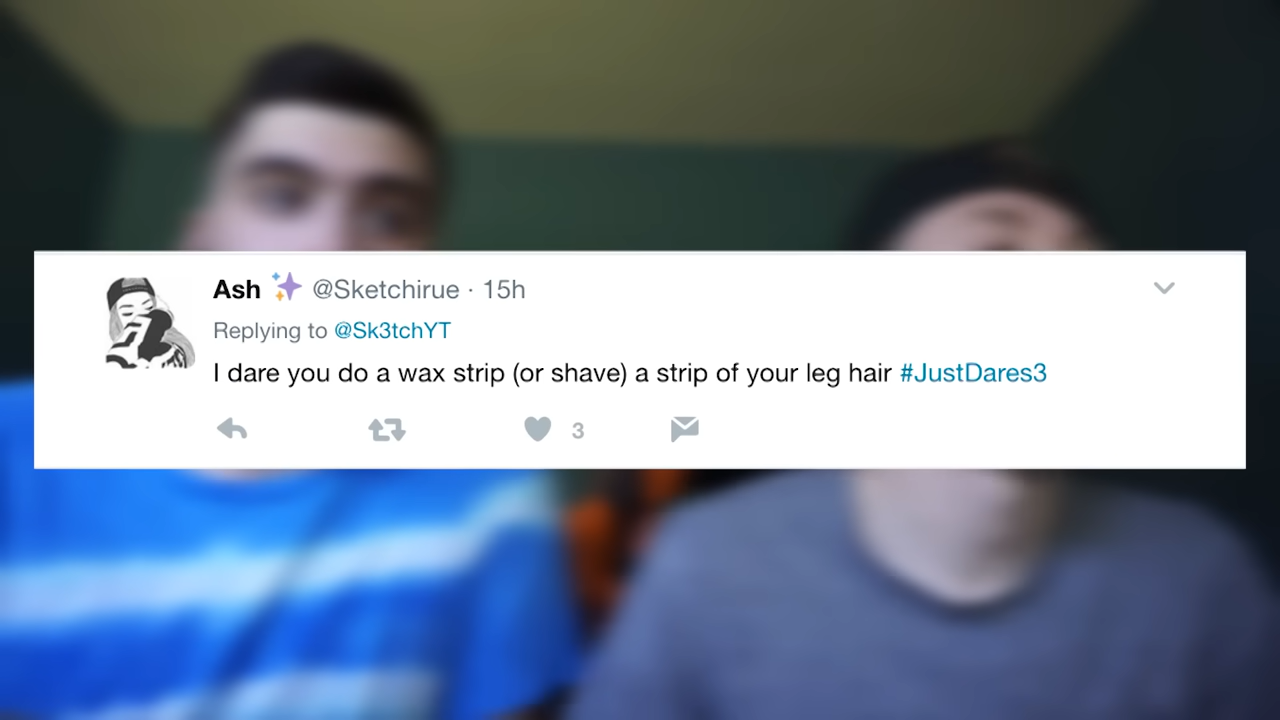 Ash ✨ @Sketchirue · 15h
Replying to @Sk3tchYT
I dare you do a wax strip (or shave) a strip of your leg hair #JustDares3
3